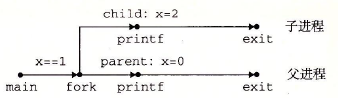 child: x=2
printf exit 子进程
x==1 parent: x=0
main fork printf exit 父进程